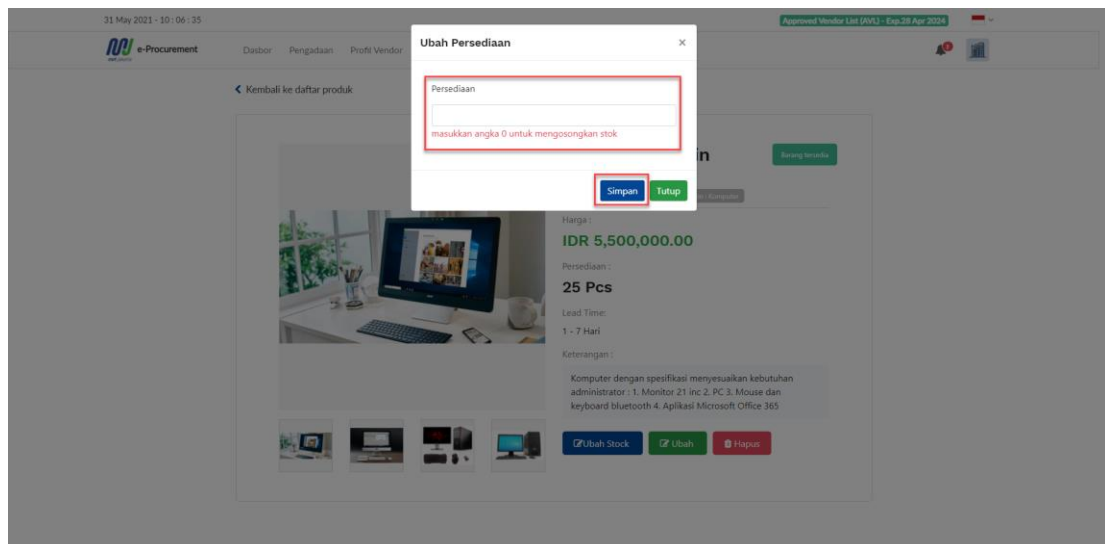 31 May 2021 - 10 : 06 : 35
Approved Vendor List (AVL) - Exp.28 Apr 2024
e-Procurement
Dasbor Pengadaan Profil Vendor
Ubah Persediaan ×
Kembali ke daftar produk
Persediaan
masukkan angka 0 untuk mengosongkan stok
in
Barang tersedia
Simpan Tutup
Komputer
Harga :
IDR 5,500,000.00
Persediaan :
25 Pcs
Lead Time:
1 - 7 Hari
Keterangan :
Komputer dengan spesifikasi menyesuaikan kebutuhan
administrator : 1. Monitor 21 inc 2. PC 3. Mouse dan
keyboard bluetooth 4. Aplikasi Microsoft Office 365
Ubah Stock Ubah Hapus